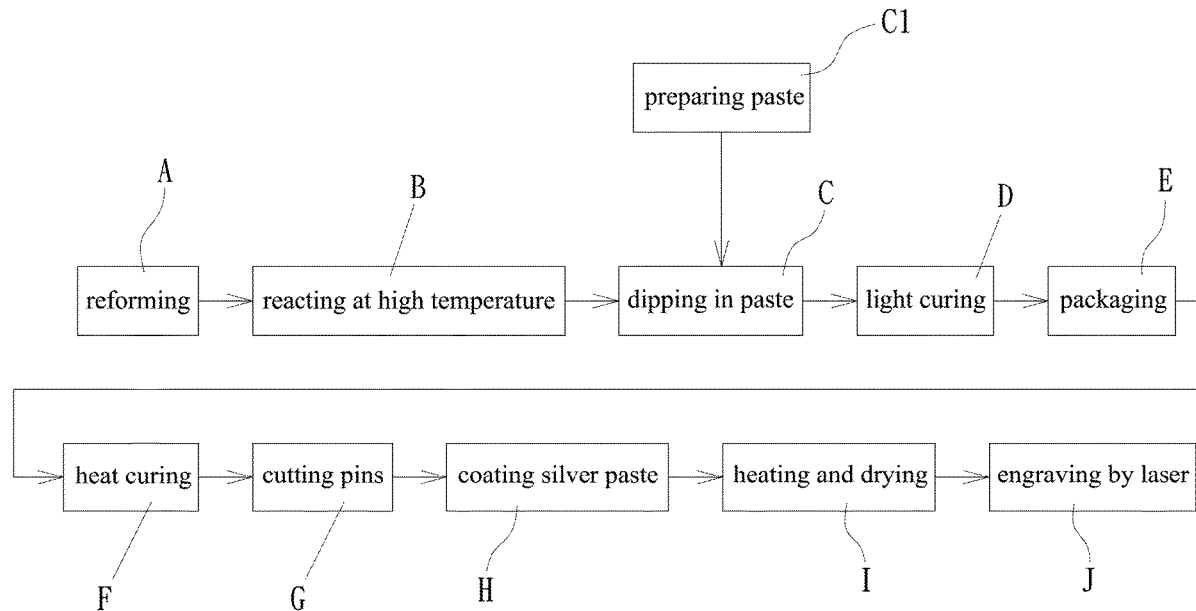 C1
preparing paste
A
B
C
D
E
reforming
reacting at high temperature
dipping in paste
light curing
packaging
heat curing
cutting pins
coating silver paste
heating and drying
engraving by laser
F
G
H
I
J